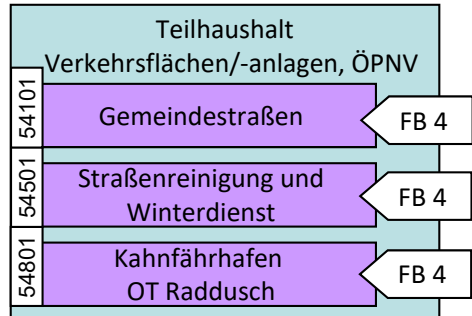 Teilhaushalt
Verkehrsflächen/-anlagen, ÖPNV
54101
Gemeindestraßen
FB 4
54501
Straßenreinigung und
Winterdienst
FB 4
54801
Kahnfährhafen
OT Raddusch
FB 4